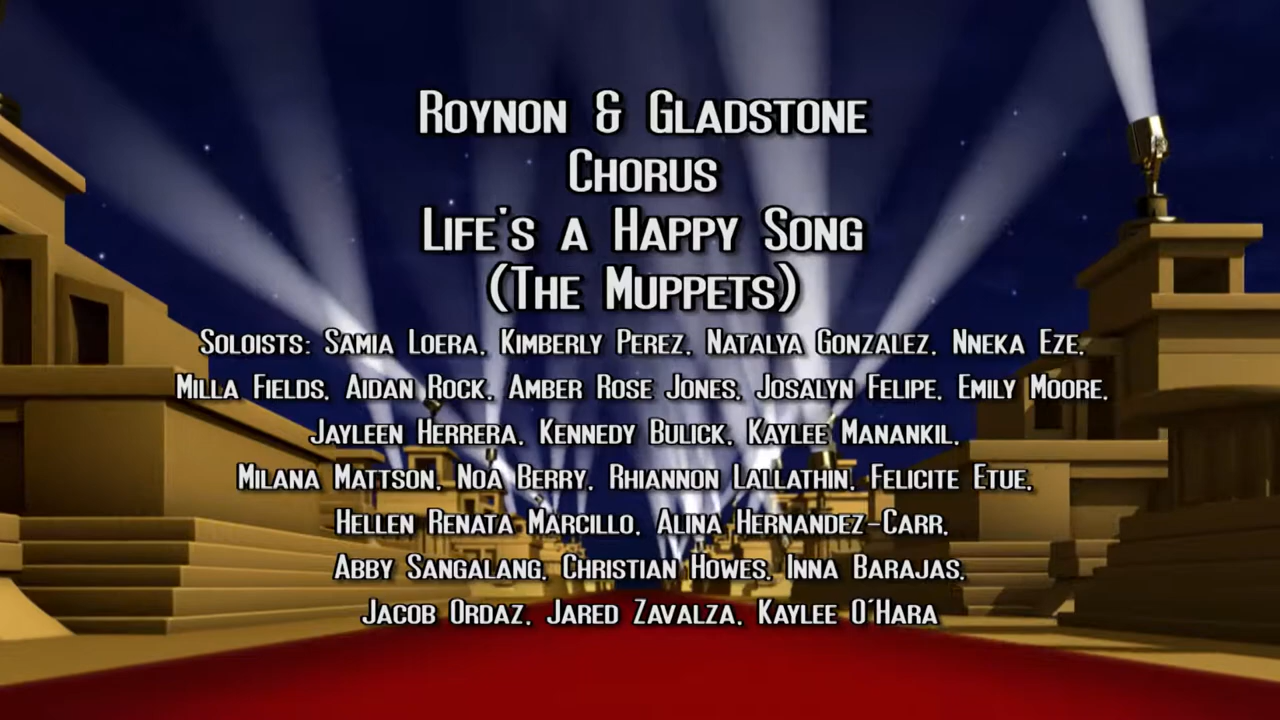 Roynon & Gladstone
Chorus
Life's a Happy Song
(The Muppets)
Soloists: Samia Loera, Kimberly Perez, Natalya Gonzalez, Nneka Eze,
Milla Fields, Aidan Rock, Amber Rose Jones, Josalyn Felipe, Emily Moore,
Jayleen Herrera, Kennedy Bulick, Kaylee Manankil,
Milana Mattson, Noa Berry, Rhiannon Lallathin, Felicite Etue,
Hellen Renata Marcillo, Alina Hernandez-Carr,
Abby Sangalang, Christian Howes, Inna Barajas,
Jacob Ordaz, Jared Zavalza, Kaylee O'Hara